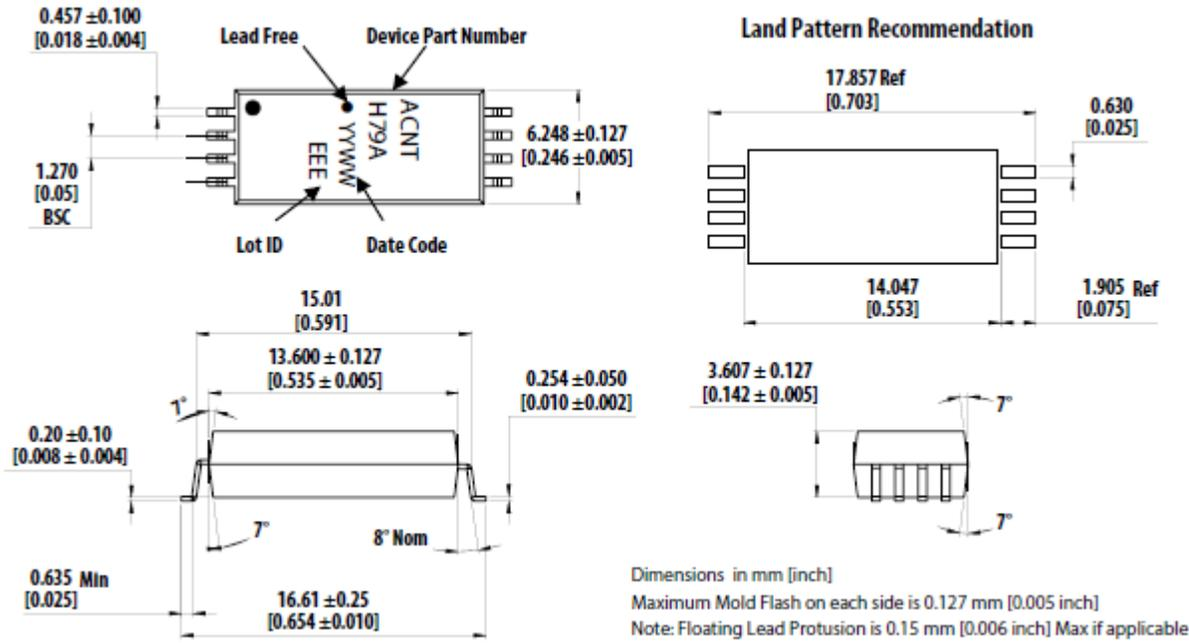 0.457 ±0.100
[0.018 ±0.004]
Lead Free
Device Part Number
ACNT
H79A
YYWW
EEE
6.248 ±0.127
[0.246 ±0.005]
1.270
[0.05]
BSC
Lot ID
Date Code
Land Pattern Recommendation
17.857 Ref
[0.703]
0.630
[0.025]
14.047
[0.553]
1.905 Ref
[0.075]
15.01
[0.591]
13.600 ± 0.127
[0.535 ± 0.005]
7°
0.20 ±0.10
[0.008 ± 0.004]
0.254 ±0.050
[0.010 ±0.002]
7°
8° Nom
0.635 Min
[0.025]
16.61 ±0.25
[0.654 ±0.010]
3.607 ± 0.127
[0.142 ±0.005]
7°
7°
Dimensions in mm [inch]
Maximum Mold Flash on each side is 0.127 mm [0.005 inch]
Note: Floating Lead Protusion is 0.15 mm [0.006 inch] Max if applicable